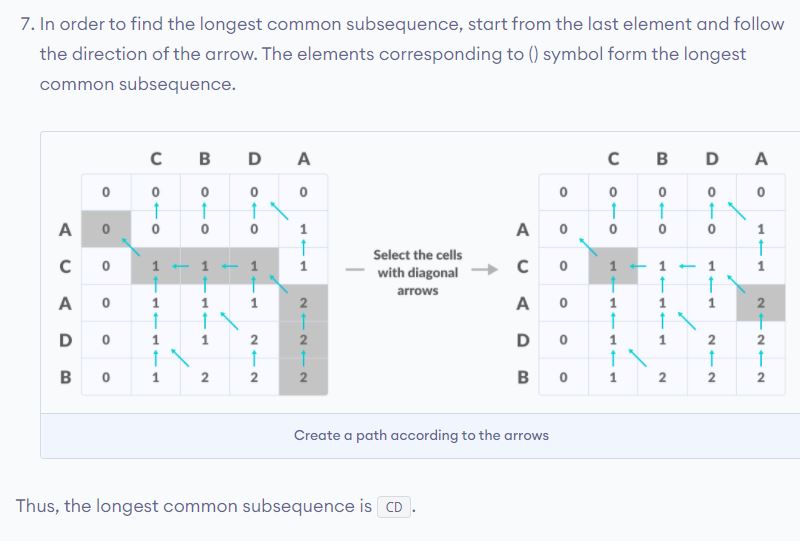 7. In order to find the longest common subsequence, start from the last element and follow
the direction of the arrow. The elements corresponding to () symbol form the longest
common subsequence.
C B D A
0 0 0 0 0
A 0 0 0 0 1
C 0 1 1 1 1
A 0 1 1 1 2
D 0 1 1 2 2
B 0 1 2 2 2
Select the cells
with diagonal
arrows
C B D A
0 0 0 0 0
A 0 0 0 0 1
C 0 1 1 1 1
A 0 1 1 1 2
D 0 1 1 2 2
B 0 1 2 2 2
Create a path according to the arrows
Thus, the longest common subsequence is CD.